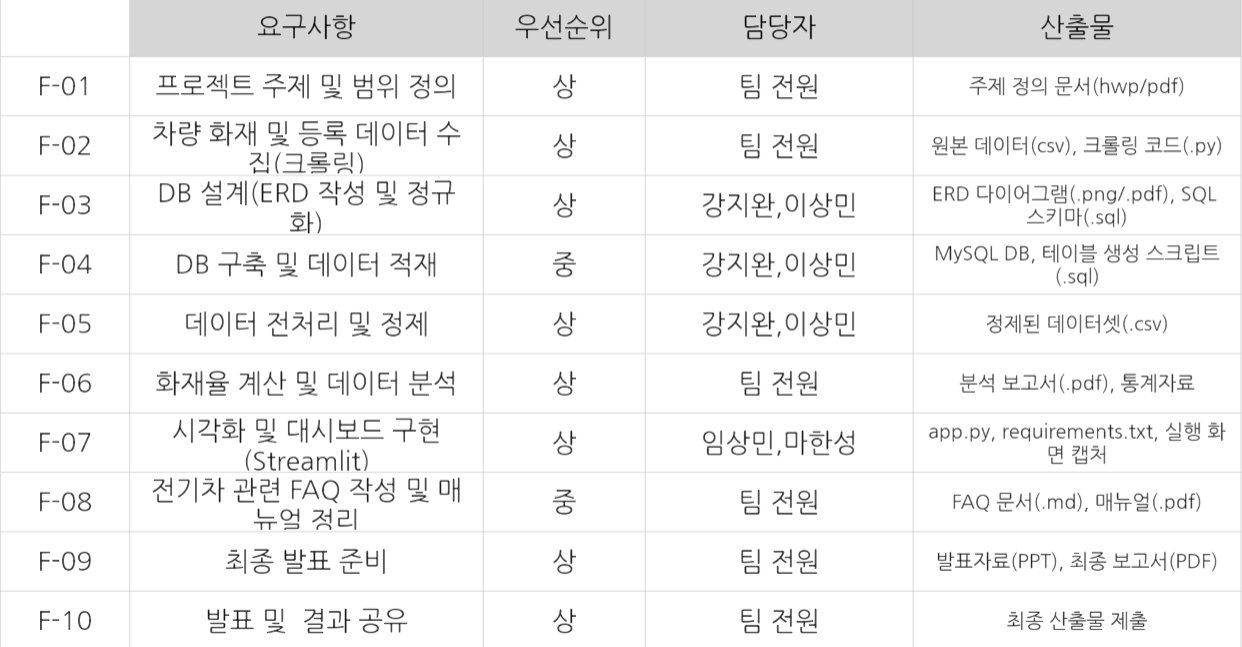 요구사항 우선순위 담당자 산출물
F-01 프로젝트 주제 및 범위 정의 상 팀 전원 주제 정의 문서(hwp/pdf)
F-02 차량 화재 및 등록 데이터 수
집(크롤링) 상 팀 전원 원본 데이터(csv), 크롤링 코드(.py)
F-03 DB 설계(ERD 작성 및 정규
화) 상 강지완,이상민 ERD 다이어그램(.png/.pdf), SQL
스키마(.sql)
F-04 DB 구축 및 데이터 적재 중 강지완,이상민 MySQL DB, 테이블 생성 스크립트
(.sql)
F-05 데이터 전처리 및 정제 상 강지완,이상민 정제된 데이터셋(.csv)
F-06 화재율 계산 및 데이터 분석 상 팀 전원 분석 보고서(.pdf), 통계자료
F-07 시각화 및 대시보드 구현
(Streamlit) 상 임상민,마한성 app.py, requirements.txt, 실행 화
면 캡처
F-08 전기차 관련 FAQ 작성 및 매
뉴얼 정리 중 팀 전원 FAQ 문서(.md), 매뉴얼(.pdf)
F-09 최종 발표 준비 상 팀 전원 발표자료(PPT), 최종 보고서(PDF)
F-10 발표 및  결과 공유 상 팀 전원 최종 산출물 제출